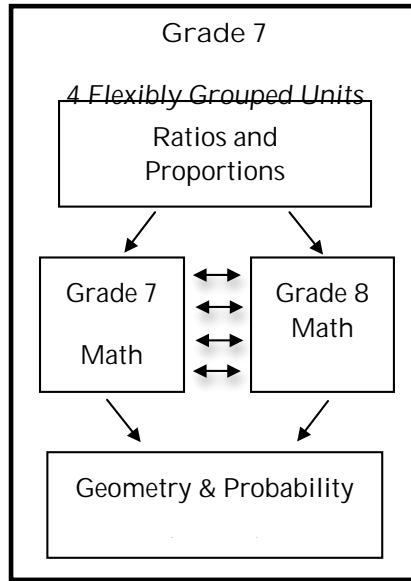 Grade 7
4 Flexibly Grouped Units
Ratios and
Proportions
Grade 7
Math
Grade 8
Math
Geometry & Probability